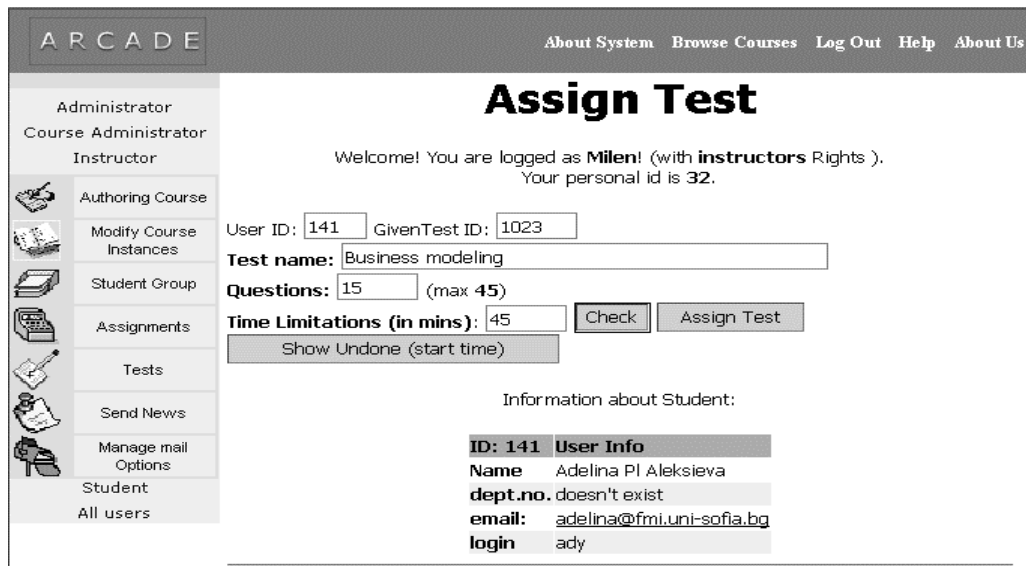 ARCADE
About System Browse Courses Log Out Help About Us
Administrator
Course Administrator
Instructor
Authoring Course
Modify Course
Instances
Student Group
Assignments
Tests
Send News
Manage mail
Options
Student
All users
Assign Test
Welcome! You are logged as Milen! (with instructors Rights ).
Your personal id is 32.
User ID: 141 GivenTest ID: 1023
Test name: Business modeling
Questions: 15 (max 45)
Time Limitations (in mins): 45 Check Assign Test
Show Undone (start time)
Information about Student:
ID: 141 User Info
Name Adelina Pl Aleksieva
dept.no. doesn't exist
email: adelina@fmi.uni-sofia.bg
login ady